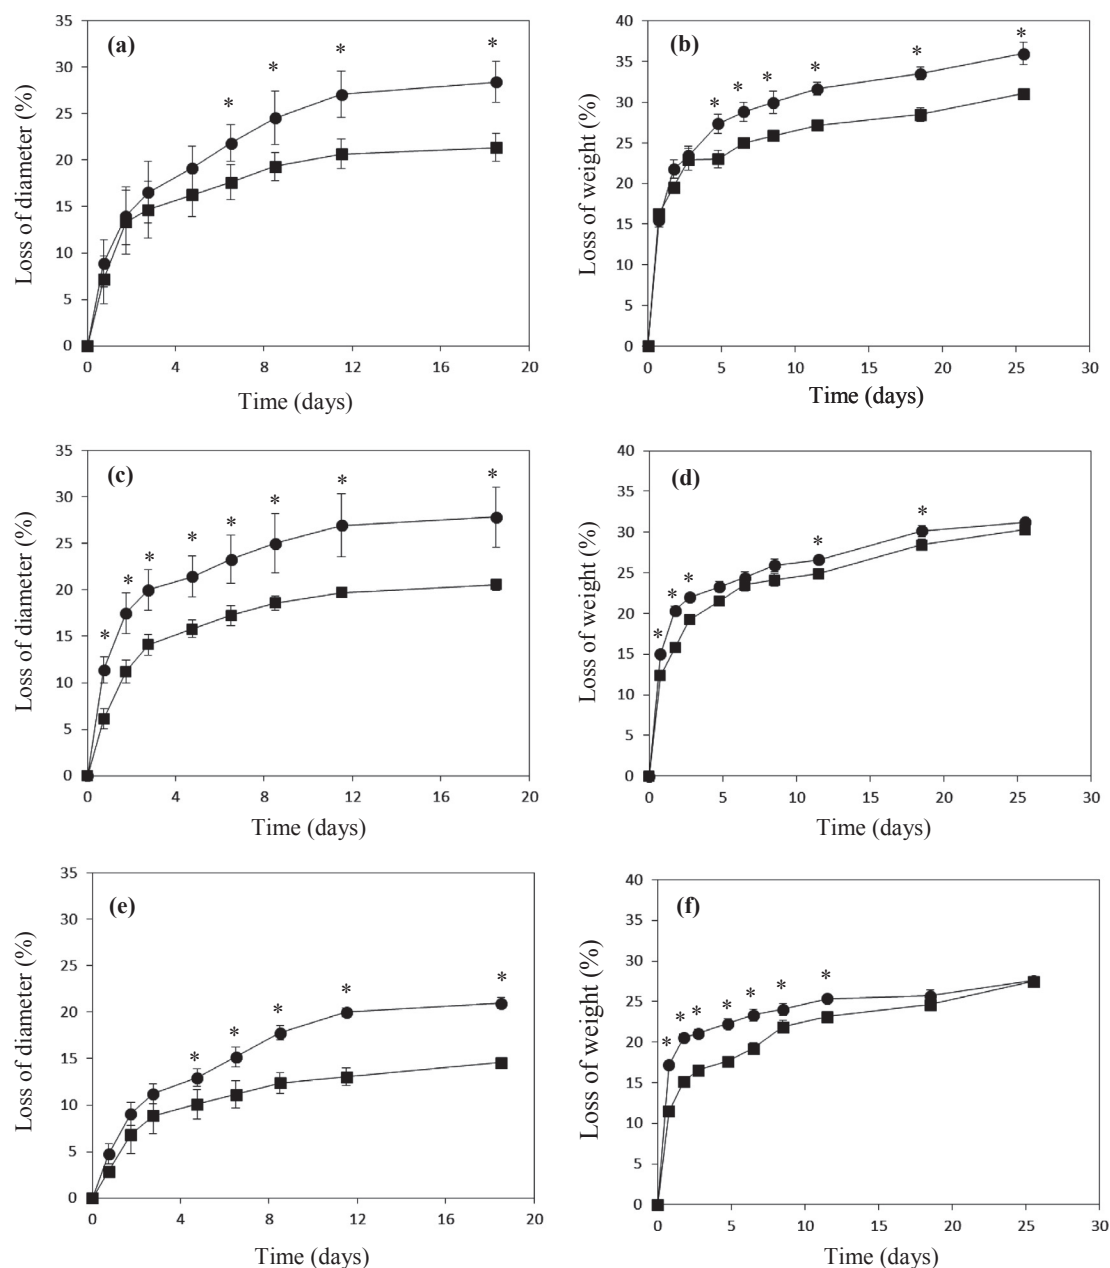 (a)
Loss of diameter (%)
35
30
25
20
15
10
5
0
* * * *
0 4 8 12 16 20
Time (days)
(b)
Loss of weight (%)
40
35
30
25
20
15
10
5
0
* * * * * *
0 5 10 15 20 25 30
Time (days)
(c)
Loss of diameter (%)
35
30
25
20
15
10
5
0
* * * * * * * *
0 4 8 12 16 20
Time (days)
(d)
Loss of weight (%)
40
35
30
25
20
15
10
5
0
* * * * *
0 5 10 15 20 25 30
Time (days)
(e)
Loss of diameter (%)
35
30
25
20
15
10
5
0
* * * * *
0 4 8 12 16 20
Time (days)
(f)
Loss of weight (%)
40
35
30
25
20
15
10
5
0
* * * * * * *
0 5 10 15 20 25 30
Time (days)